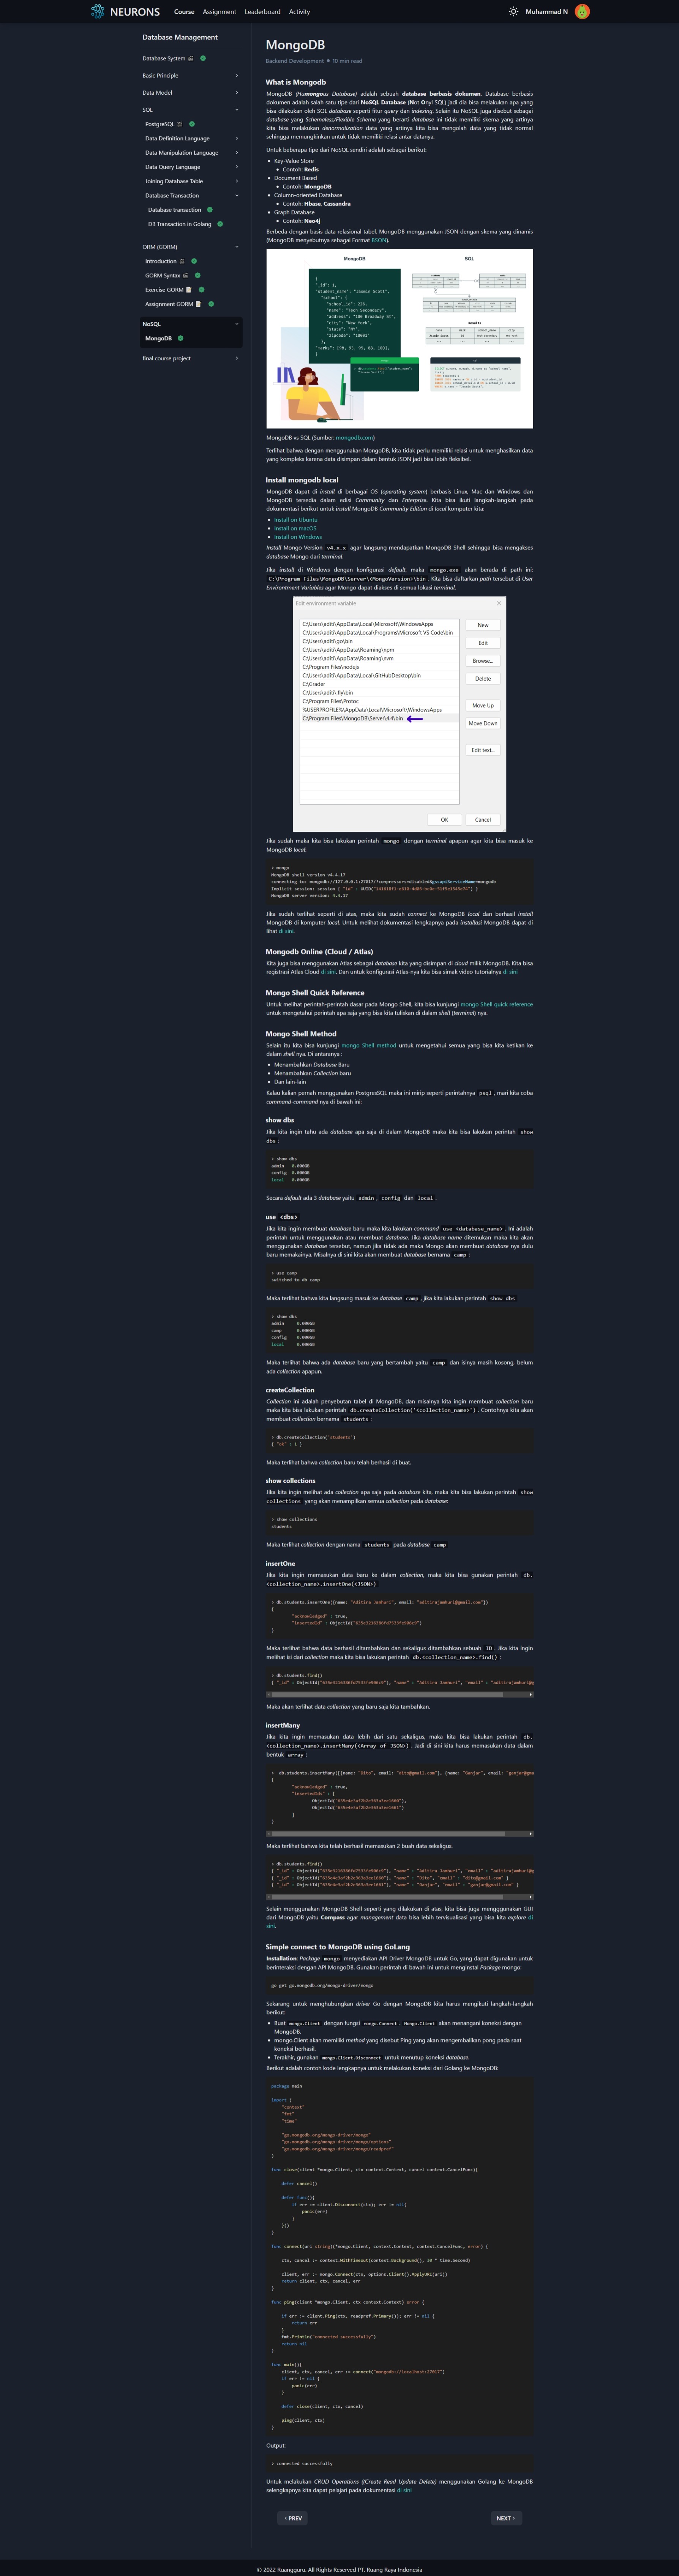 NEURONS
Course
Assignment
Leaderboard
Activity
Muhammad N
Database Management
Database System
Basic Principle
Data Model
SQL
PostgreSQL
Data Definition Language
Data Manipulation Language
Data Query Language
Joining Database Table
Database Transaction
Database transaction
DB Transaction in Golang
ORM (GORM)
Introduction
GORM Syntax
Exercise GORM
Assignment GORM
NoSQL
MongoDB
final course project
MongoDB
Backend Development • 10 min read
What is Mongodb
MongoDB (Humongous Database) adalah sebuah database berbasis dokumen. Database berbasis
dokumen adalah salah satu tipe dari NoSQL Database (Not Onyl SQL) jadi dia bisa melakukan apa yang
bisa dilakukan oleh SQL database seperti fitur query dan indexing. Selain itu NoSQL juga disebut sebagai
database yang Schemaless/Flexible Schema yang berarti database ini tidak memiliki skema yang artinya
kita bisa melakukan denormalization data yang artinya kita bisa mengolah data yang tidak normal
sehingga memungkinkan untuk tidak memiliki relasi antar datanya.
Untuk beberapa tipe dari NoSQL sendiri adalah sebagai berikut:
• Key-Value Store
• Contoh: Redis
• Document Based
• Contoh: MongoDB
• Column-oriented Database
• Contoh: Hbase, Cassandra
• Graph Database
• Contoh: Neo4j
Berbeda dengan basis data relasional tabel, MongoDB menggunakan JSON dengan skema yang dinamis
(MongoDB menyebutnya sebagai Format BSON).
MongoDB
SQL
{
"_id": 1,
"student_name": "Jasmin Scott",
"school": {
"school_id": 226,
"name": "Tech Secondary",
"address": "100 Broadway St",
"city": "New York",
"state": "NY",
"zipcode": "10001"
},
"marks": [98, 93, 95, 88, 100],
}
Results
MongoDB vs SQL (Sumber: mongodb.com)
Terlihat bahwa dengan menggunakan MongoDB, kita tidak perlu memiliki relasi untuk menghasilkan data
yang kompleks karena data disimpan dalam bentuk JSON jadi bisa lebih fleksibel.
Install mongodb local
MongoDB dapat di install di berbagai OS (operating system) berbasis Linux, Mac dan Windows dan
MongoDB tersedia dalam edisi Community dan Enterprise. Kita bisa ikuti langkah-langkah pada
dokumentasi berikut untuk install MongoDB Community Edition di local komputer kita:
• Install on Ubuntu
• Install on macOS
• Install on Windows
Install Mongo Version v4.x.x agar langsung mendapatkan MongoDB Shell sehingga bisa mengakses
database Mongo dari terminal.
Jika install di Windows dengan konfigurasi default, maka mongo.exe akan berada di path ini:
C:\Program Files\MongoDB\Server\<MongoVersion>\bin. Kita bisa daftarkan path tersebut di User
Environtment Variables agar Mongo dapat diakses di semua lokasi terminal.
Edit environment variable
C:\Users\aditi\AppData\Local\Microsoft\WindowsApps
C:\Users\aditi\AppData\Local\Programs\Microsoft VS Code\bin
C:\Users\aditi\go\bin
C:\Users\aditi\AppData\Roaming\npm
C:\Users\aditi\AppData\Roaming\nvm
C:\Program Files\nodejs
C:\Users\aditi\AppData\Local\GitHubDesktop\bin
C:\Grader
C:\Users\aditi\.fly\bin
C:\Program Files\Protoc
%USERPROFILE%\AppData\Local\Microsoft\WindowsApps
C:\Program Files\MongoDB\Server\4.4\bin
New
Edit
Browse...
Delete
Move Up
Move Down
Edit text...
OK
Cancel
Jika sudah maka kita bisa lakukan perintah mongo dengan terminal apapun agar kita bisa masuk ke
MongoDB local:
> mongo
MongoDB shell version v4.4.17
connecting to: mongodb://127.0.0.1:27017/?compressors=disabled&gssapiServiceName=mongodb
MongoDB server version: 4.4.17
Jika sudah terlihat seperti di atas, maka kita sudah connect ke MongoDB local dan berhasil install
MongoDB di komputer local. Untuk melihat dokumentasi lengkapnya pada installasi MongoDB dapat di
lihat di sini.
Mongodb Online (Cloud / Atlas)
Kita juga bisa menggunakan Atlas sebagai database kita yang disimpan di cloud milik MongoDB. Kita bisa
registrasi Atlas Cloud di sini. Dan untuk konfigurasi Atlas-nya kita bisa simak video tutorialnya di sini
Mongo Shell Quick Reference
Untuk melihat perintah-perintah dasar pada Mongo Shell, kita bisa kunjungi mongo Shell quick reference
untuk mengetahui perintah apa saja yang bisa kita tuliskan di dalam shell (terminal) nya.
Mongo Shell Method
Selain itu kita bisa kunjungi mongo Shell method untuk mengetahui semua yang bisa kita ketikan ke
dalam shell nya. Di antaranya :
• Menambahkan Database Baru
• Menambahkan Collection baru
• Dan lain-lain
Kalau kalian pernah menggunakan PostgresSQL maka ini mirip seperti perintahnya psql, mari kita coba
command-command nya di bawah ini:
show dbs
Jika kita ingin tahu ada database apa saja di dalam MongoDB maka kita bisa lakukan perintah show
dbs :
> show dbs
admin 0.000GB
config 0.000GB
local 0.000GB
Secara default ada 3 database yaitu admin, config dan local.
use <dbs>
Jika kita ingin membuat database baru maka kita lakukan command use <database_name>. Ini adalah
perintah untuk menggunakan atau membuat database. Jika database name ditemukan maka kita akan
menggunakan database tersebut, namun jika tidak ada maka Mongo akan membuat database nya dulu
baru memakainya. Misalnya di sini kita akan membuat database bernama camp :
> use camp
switched to db camp
Maka terlihat bahwa kita langsung masuk ke database camp, jika kita lakukan perintah show dbs
> show dbs
admin 0.000GB
camp 0.000GB
config 0.000GB
local 0.000GB
Maka terlihat bahwa ada database baru yang bertambah yaitu camp dan isinya masih kosong, belum
ada collection apapun.
createCollection
Collection ini adalah penyebutan tabel di MongoDB, dan misalnya kita ingin membuat collection baru
maka kita bisa lakukan perintah db.createCollection('<collection_name>'). Contohnya kita akan
membuat collection bernama students :
> db.createCollection('students')
{ "ok" : 1 }
Maka terlihat bahwa collection baru telah berhasil di buat.
show collections
Jika kita ingin melihat ada collection apa saja pada database kita, maka kita bisa lakukan perintah show
collections yang akan menampilkan semua collection pada database:
> show collections
students
Maka terlihat collection dengan nama students pada database camp
insertOne
Jika kita ingin memasukan data baru ke dalam collection, maka kita bisa gunakan perintah db.
<collection_name>.insertOne(<JSON>)
> db.students.insertOne({name: "Aditira Jamhuri", email: "aditirajamhuri@gmail.com"})
{
"acknowledged" : true,
"insertedId" : ObjectId("635e5116306fd7533fe906c9")
}
Maka terlihat bahwa data berhasil ditambahkan dan sekaligus ditambahkan sebuah ID. Jika kita ingin
melihat isi dari collection maka kita bisa lakukan perintah db.<collection_name>.find() :
> db.students.find()
{ "_id" : ObjectId("635e5116306fd7533fe906c9"), "name" : "Aditira Jamhuri", "email" : "aditirajamhuri@g
Maka akan terlihat data collection yang baru saja kita tambahkan.
insertMany
Jika kita ingin memasukan data lebih dari satu sekaligus, maka kita bisa lakukan perintah db.
<collection_name>.insertMany(<Array of JSON>). Jadi di sini kita harus memasukan data dalam
bentuk array :
> db.students.insertMany([{name: "Dito", email: "dito@gmail.com"}, {name: "Ganjar", email: "ganjar@gma
{
"acknowledged" : true,
"insertedIds" : [
]
}
Maka terlihat bahwa kita telah berhasil memasukan 2 buah data sekaligus.
> db.students.find()
{ "_id" : ObjectId("635e5116306fd7533fe906c9"), "name" : "Aditira Jamhuri", "email" : "aditirajamhuri@g
Selain menggunakan MongoDB Shell seperti yang dilakukan di atas, kita bisa juga mengggunakan GUI
dari MongoDB yaitu Compass agar management data bisa lebih tervisualisasi yang bisa kita explore di
sini.
Simple connect to MongoDB using GoLang
Installation: Package mongo menyediakan API Driver MongoDB untuk Go, yang dapat digunakan untuk
berinteraksi dengan API MongoDB. Gunakan perintah di bawah ini untuk menginstal Package mongo:
go get go.mongodb.org/mongo-driver/mongo
Sekarang untuk menghubungkan driver Go dengan MongoDB kita harus mengikuti langkah-langkah
berikut:
• Buat mongo.Client dengan fungsi mongo.Connect. Mongo.Client akan menangani koneksi dengan
MongoDB.
• mongo.Client akan memiliki method yang disebut Ping yang akan mengembalikan pong pada saat
koneksi berhasil.
• Terakhir, gunakan mongo.Client.Disconnect untuk menutup koneksi database.
Berikut adalah contoh kode lengkapnya untuk melakukan koneksi dari Golang ke MongoDB:
package main
import (
"context"
"fmt"
"time"
"go.mongodb.org/mongo-driver/mongo"
"go.mongodb.org/mongo-driver/mongo/options"
"go.mongodb.org/mongo-driver/mongo/readpref"
)
func close(client *mongo.Client, ctx context.Context, cancel context.CancelFunc){
defer cancel()
defer func(){
if err := client.Disconnect(ctx); err != nil{
panic(err)
}
}()
}
func connect(uri string)(*mongo.Client, context.Context, context.CancelFunc, error) {
ctx, cancel := context.WithTimeout(context.Background(), 30 * time.Second)
client, err := mongo.Connect(ctx, options.Client().ApplyURI(uri))
return client, ctx, cancel, err
}
func ping(client *mongo.Client, ctx context.Context) error {
if err := client.Ping(ctx, readpref.Primary()); err != nil {
return err
}
fmt.Println("connected successfully")
return nil
}
func main(){
client, ctx, cancel, err := connect("mongodb://localhost:27017")
if err != nil {
panic(err)
}
defer close(client, ctx, cancel)
ping(client, ctx)
}
Output:
> connected successfully
Untuk melakukan CRUD Operations ((Create Read Update Delete) menggunakan Golang ke MongoDB
selengkapnya kita dapat pelajari pada dokumentasi di sini
‹ PREV
NEXT ›
© 2022 Ruangguru. All Rights Reserved PT. Ruang Raya Indonesia